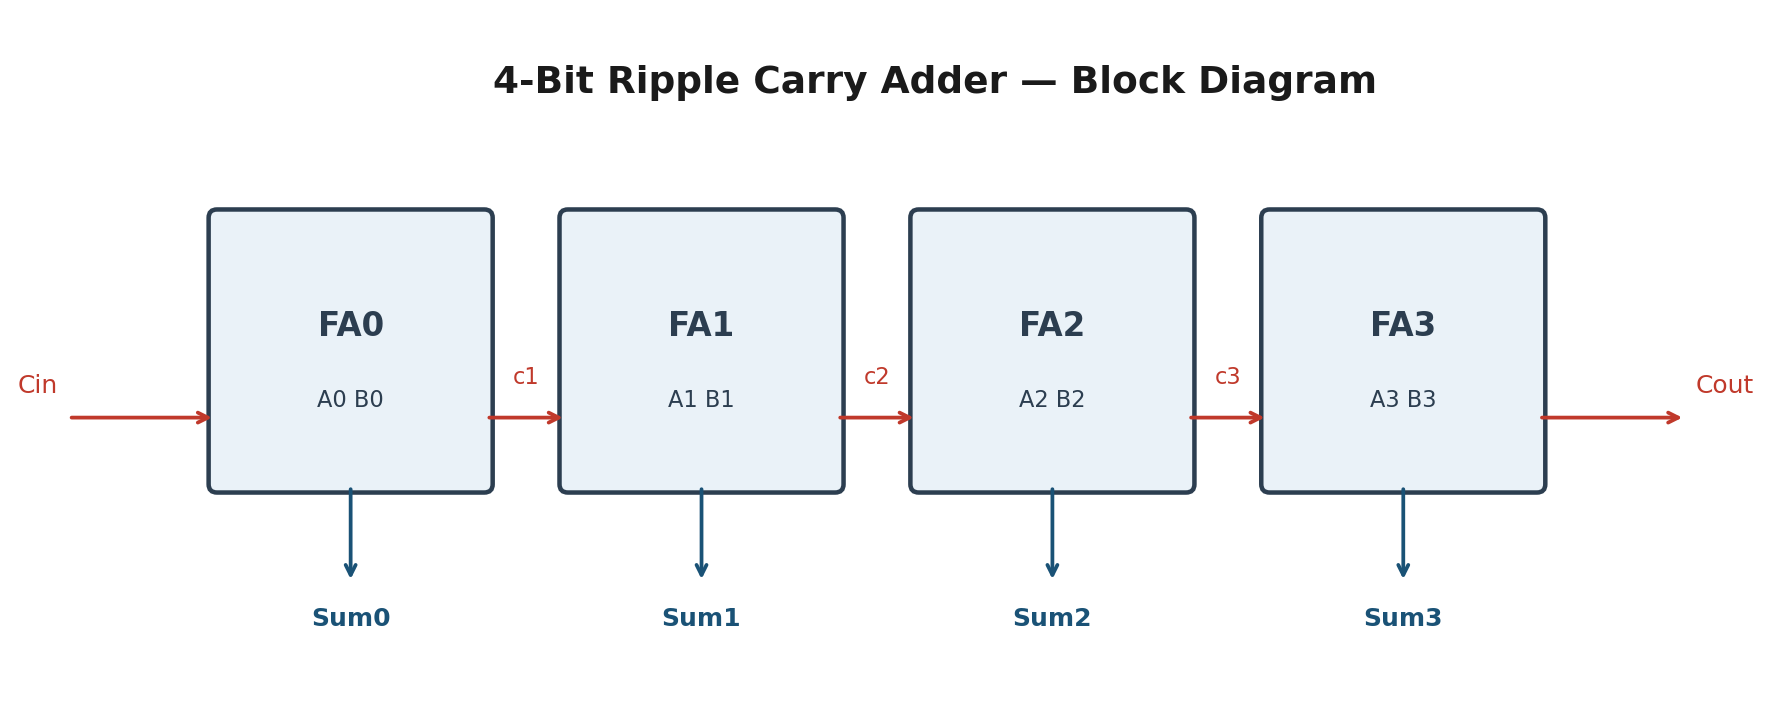 4-Bit Ripple Carry Adder — Block Diagram
FA0
FA1
FA2
FA3
Cin
c1
c2
c3
Cout
A0 B0
A1 B1
A2 B2
A3 B3
Sum0
Sum1
Sum2
Sum3